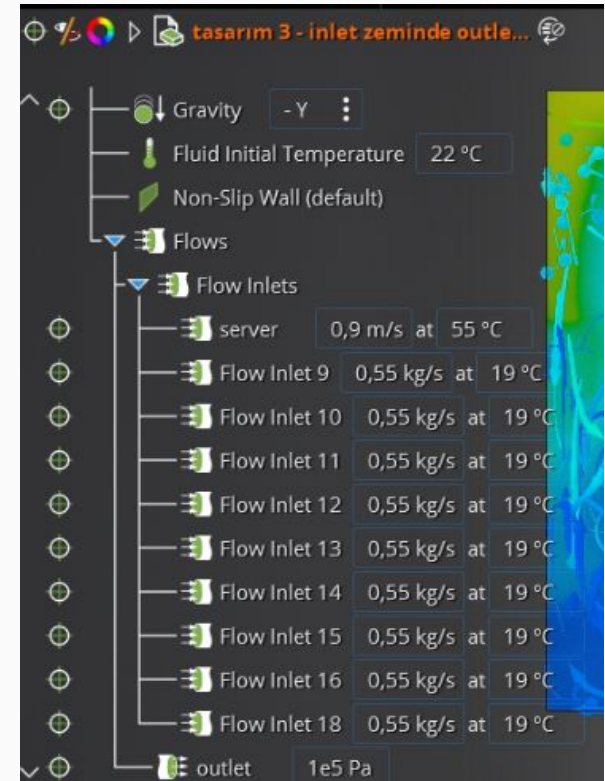 tasarım 3 - inlet zeminde outle...
Gravity - Y
Fluid Initial Temperature 22 °C
Non-Slip Wall (default)
Flows
Flow Inlets
server 0,9 m/s at 55 °C
Flow Inlet 9 0,55 kg/s at 19 °C
Flow Inlet 10 0,55 kg/s at 19 °C
Flow Inlet 11 0,55 kg/s at 19 °C
Flow Inlet 12 0,55 kg/s at 19 °C
Flow Inlet 13 0,55 kg/s at 19 °C
Flow Inlet 14 0,55 kg/s at 19 °C
Flow Inlet 15 0,55 kg/s at 19 °C
Flow Inlet 16 0,55 kg/s at 19 °C
Flow Inlet 18 0,55 kg/s at 19 °C
outlet 1e5 Pa